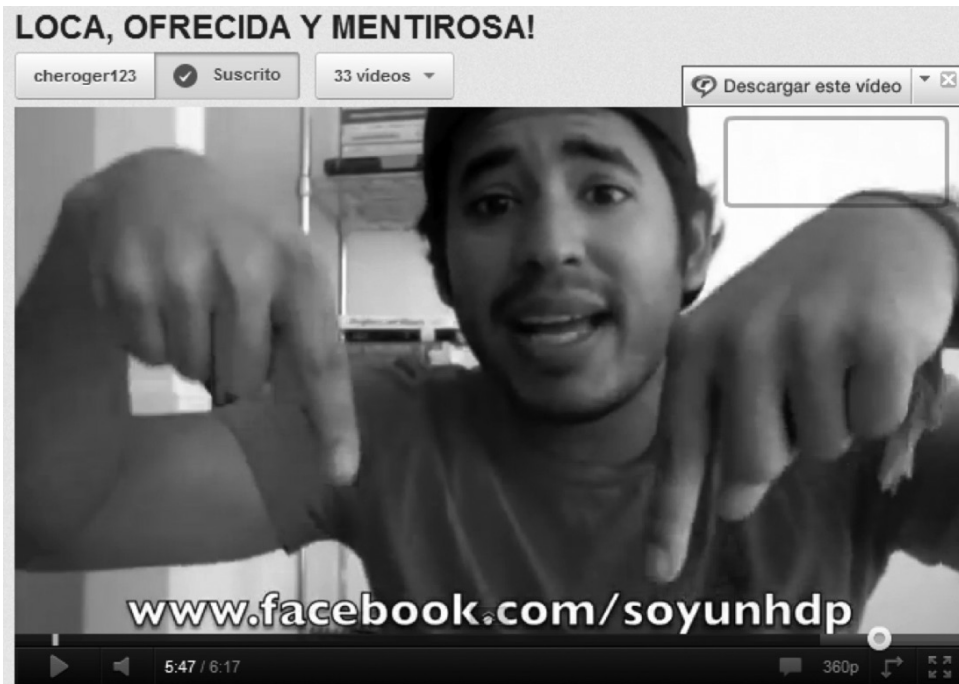 LOCA, OFRECIDA Y MENTIROSA!
cheroger123 Suscrito 33 vídeos
Descargar este vídeo
www.facebook.com/soyunhdp
5:47 / 6:17 360p